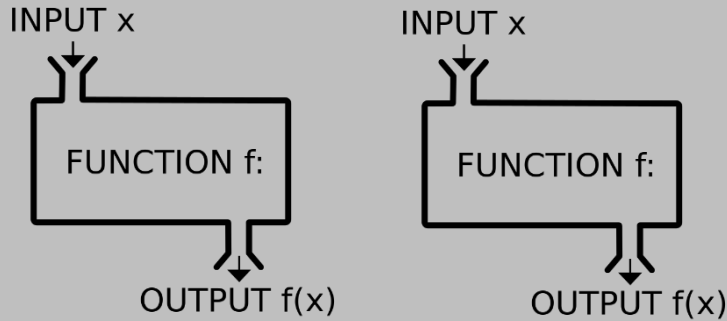 INPUT x
FUNCTION f:
OUTPUT f(x)
INPUT x
FUNCTION f:
OUTPUT f(x)